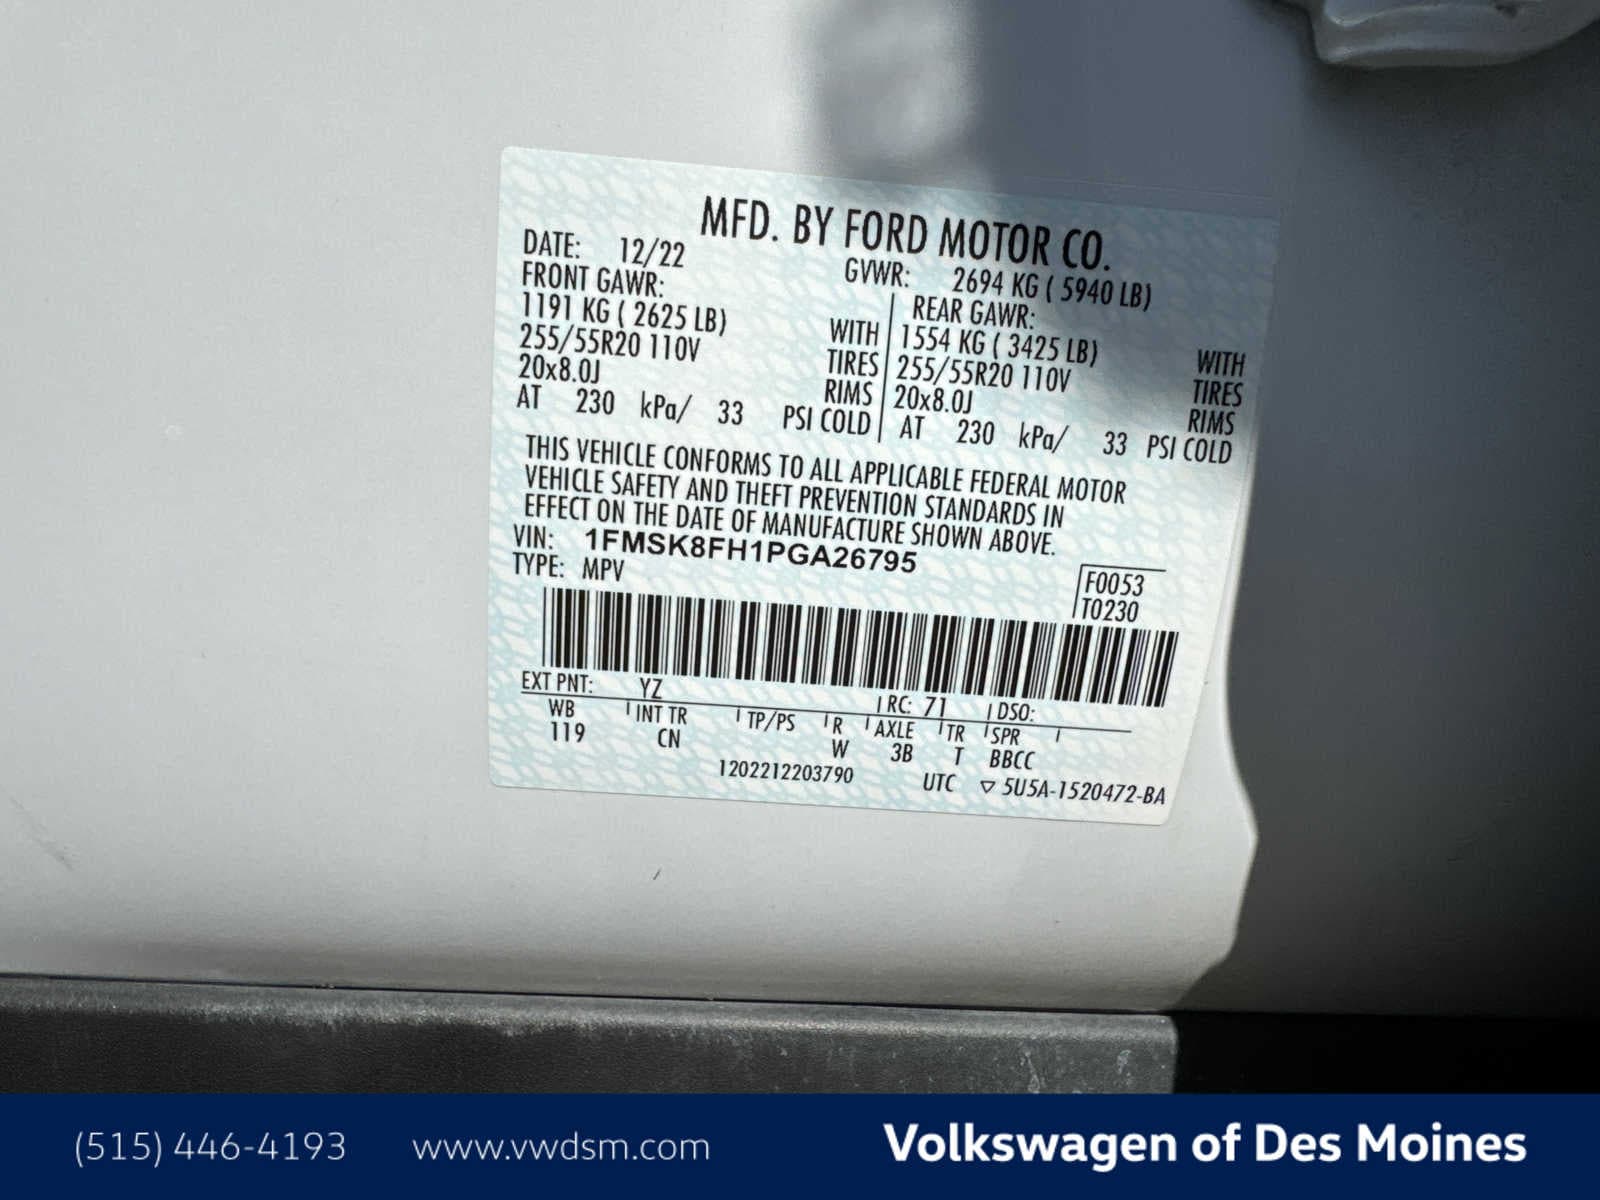 MFD. BY FORD MOTOR CO.
DATE: 12/22
GVWR: 2694 KG ( 5940 LB)
FRONT GAWR:
1191 KG ( 2625 LB) WITH
255/55R20 110V TIRES
20x8.0J RIMS
AT 230 kPa/ 33 PSI COLD
REAR GAWR:
1554 KG ( 3425 LB) WITH
255/55R20 110V TIRES
20x8.0J RIMS
AT 230 kPa/ 33 PSI COLD
THIS VEHICLE CONFORMS TO ALL APPLICABLE FEDERAL MOTOR
VEHICLE SAFETY AND THEFT PREVENTION STANDARDS IN
EFFECT ON THE DATE OF MANUFACTURE SHOWN ABOVE.
VIN: 1FMSK8FH1PGA26795
TYPE: MPV
F0053
T0230
EXT PNT: YZ RC: 71 DSO:
WB INT TR TP/PS R AXLE TR SPR
119 CN W 3B T BBCC
1202212203790 UTC ▽ 5U5A-1520472-BA
(515) 446-4193 www.vwdsm.com Volkswagen of Des Moines